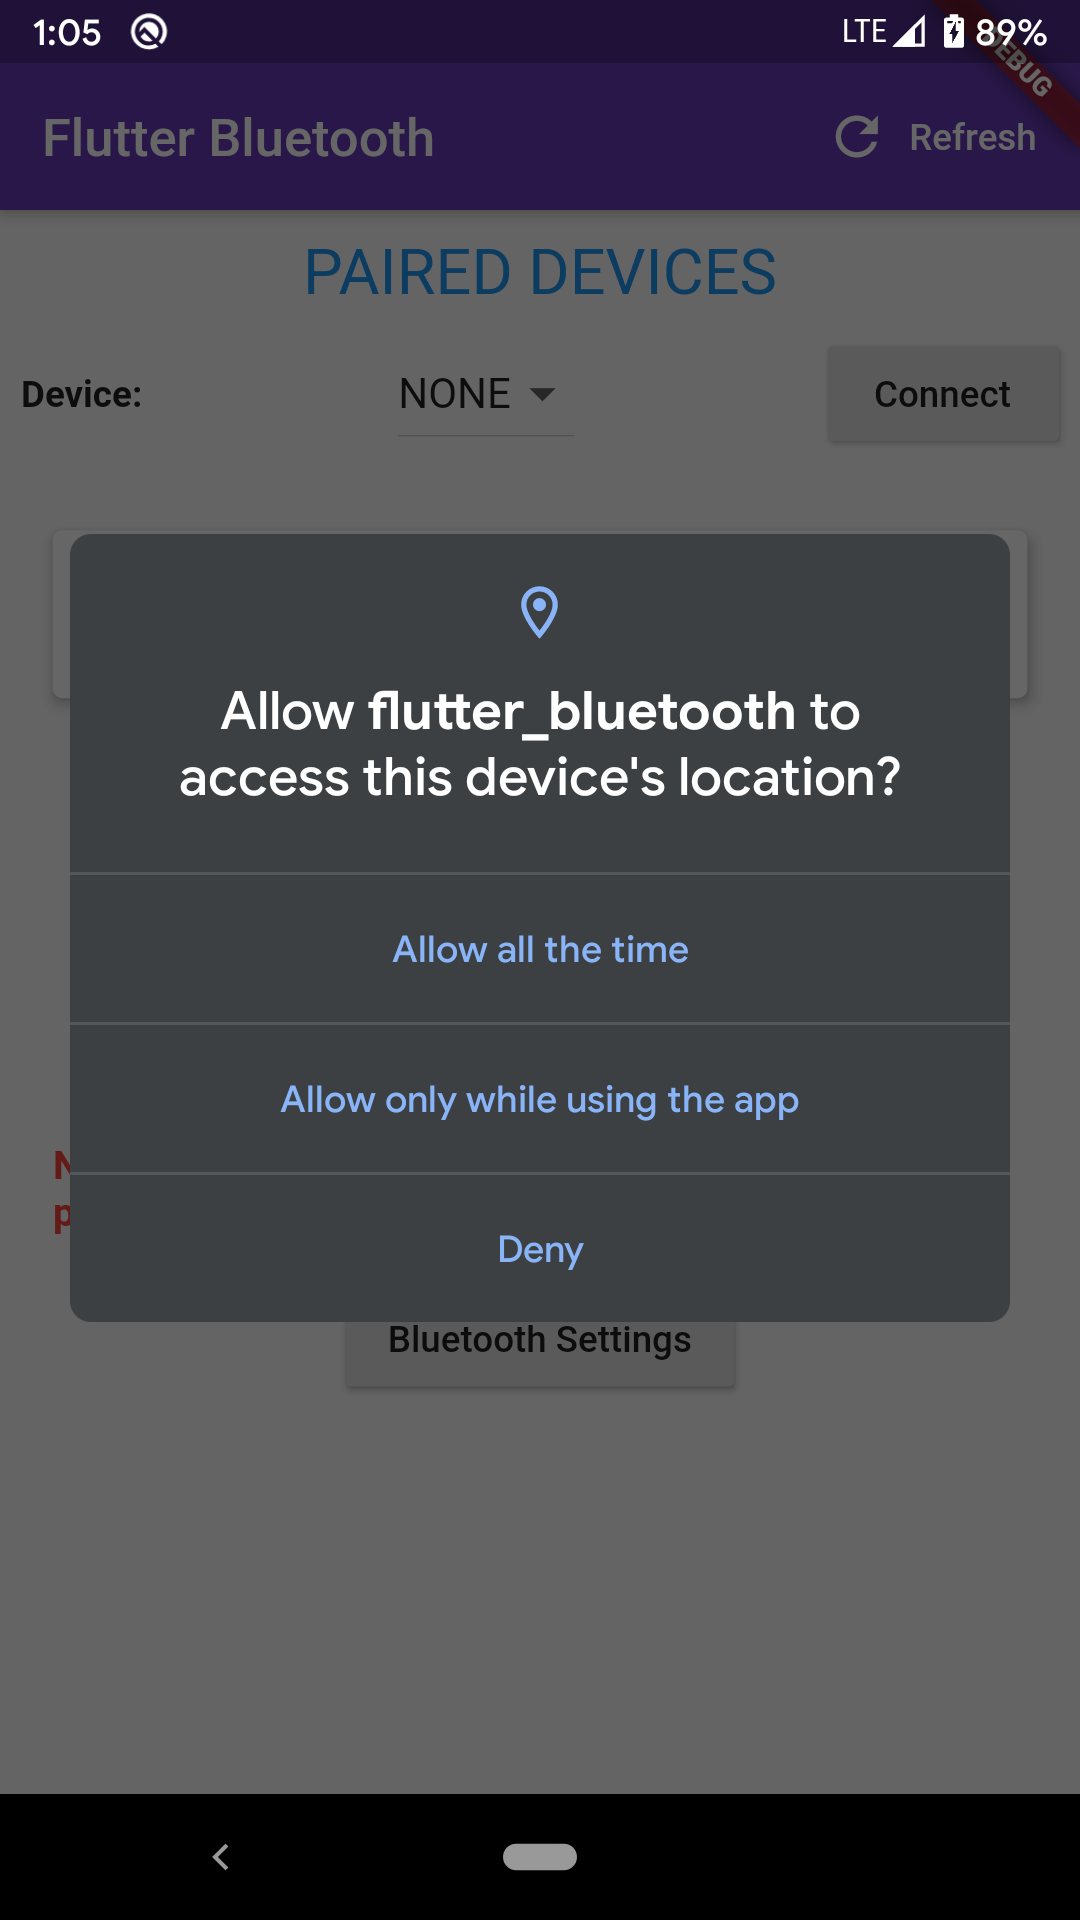 1:05 LTE 89%
DEBUG
Flutter Bluetooth Refresh
PAIRED DEVICES
Device: NONE Connect
Allow flutter_bluetooth to
access this device's location?
Allow all the time
Allow only while using the app
Deny
Bluetooth Settings